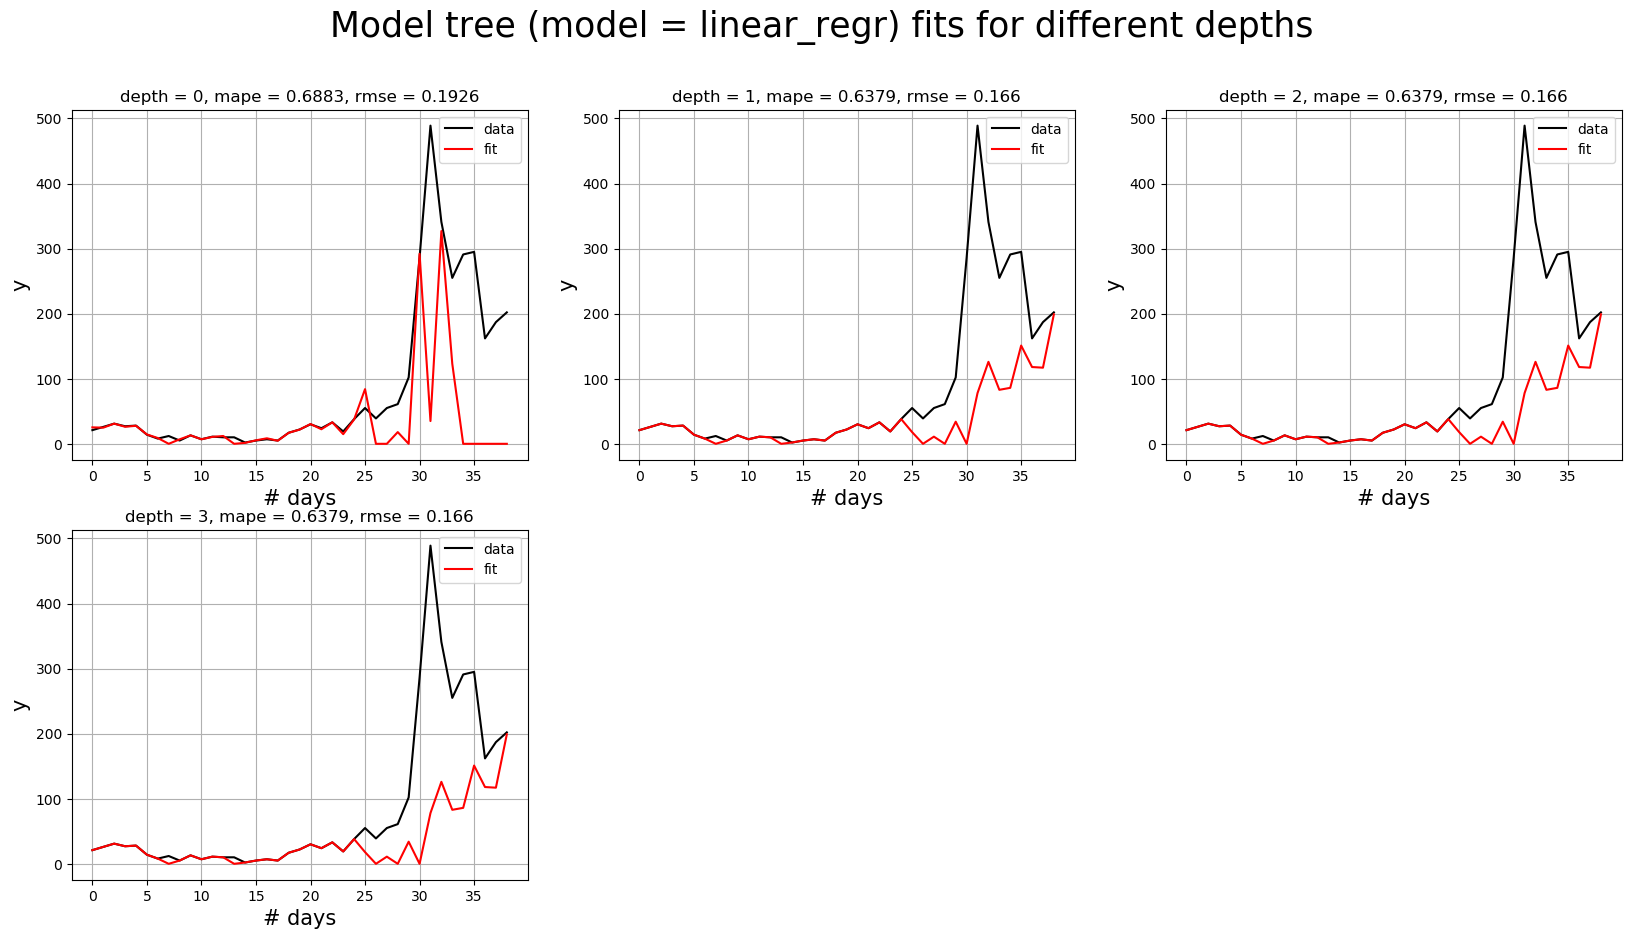 Model tree (model = linear_regr) fits for different depths
depth = 0, mape = 0.6883, rmse = 0.1926
500
400
300
200
100
0
y
data
fit
0 5 10 15 20 25 30 35
# days
depth = 1, mape = 0.6379, rmse = 0.166
500
400
300
200
100
0
y
data
fit
0 5 10 15 20 25 30 35
# days
depth = 2, mape = 0.6379, rmse = 0.166
500
400
300
200
100
0
y
data
fit
0 5 10 15 20 25 30 35
# days
depth = 3, mape = 0.6379, rmse = 0.166
500
400
300
200
100
0
y
data
fit
0 5 10 15 20 25 30 35
# days